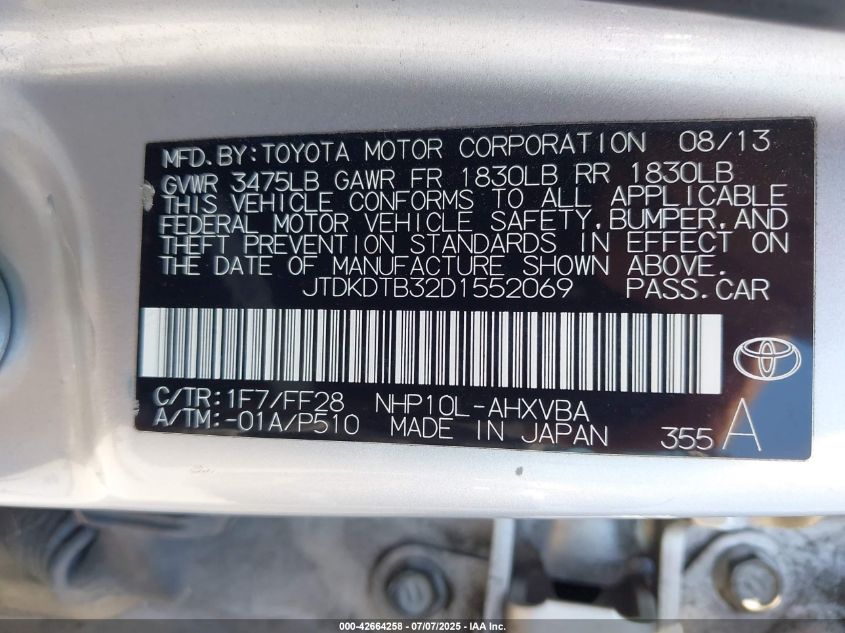 MFD. BY: TOYOTA MOTOR CORPORATION 08/13
GVWR 3475LB GAWR FR 1830LB RR 1830LB
THIS VEHICLE CONFORMS TO ALL APPLICABLE
FEDERAL MOTOR VEHICLE SAFETY, BUMPER, AND
THEFT PREVENTION STANDARDS IN EFFECT ON
THE DATE OF MANUFACTURE SHOWN ABOVE.
JTDKDTB32D1552069 PASS. CAR
C/TR: 1F7/FF28 NHP10L-AHXVBA
A/TM: -01A/P510 MADE IN JAPAN 355 A
000-42664258 - 07/07/2025 - IAA Inc.